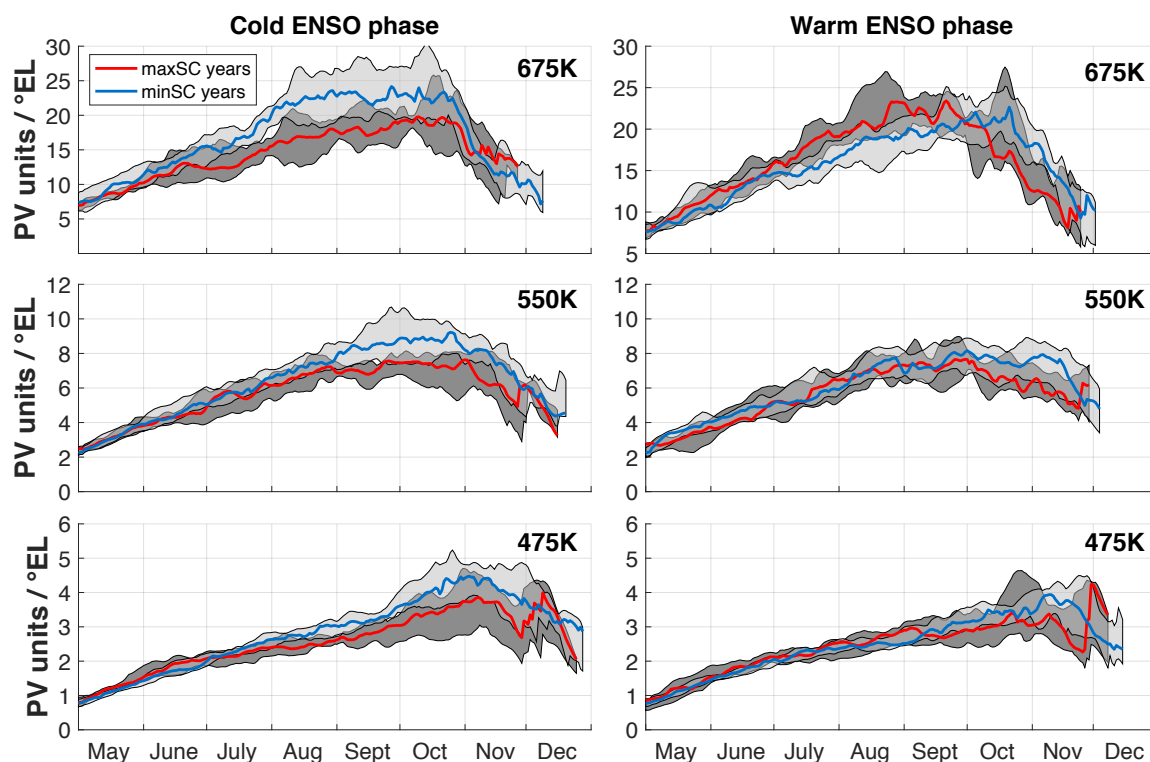 Cold ENSO phase
Warm ENSO phase
PV units / °EL
30
25
20
15
10
5
maxSC years
minSC years
675K
30
25
20
15
10
5
675K
PV units / °EL
12
10
8
6
4
2
0
550K
12
10
8
6
4
2
0
550K
PV units / °EL
6
5
4
3
2
1
0
475K
6
5
4
3
2
1
0
475K
May June July Aug Sept Oct Nov Dec
May June July Aug Sept Oct Nov Dec